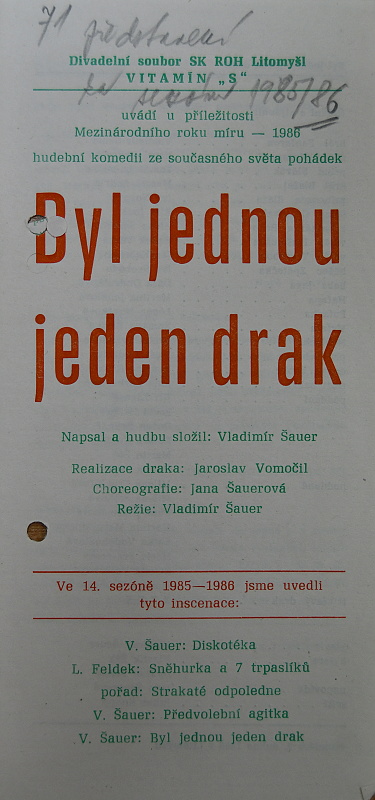 71 představení
Divadelní soubor SK ROH Litomyšl
VITAMÍN „S“
za sezónu 1985/86
uvádí u příležitosti
Mezinárodního roku míru — 1986
hudební komedii ze současného světa pohádek
Byl jednou
jeden drak
Napsal a hudbu složil: Vladimír Šauer
Realizace draka: Jaroslav Vomočil
Choreografie: Jana Šauerová
Režie: Vladimír Šauer
Ve 14. sezóně 1985—1986 jsme uvedli
tyto inscenace:
V. Šauer: Diskotéka
L. Feldek: Sněhurka a 7 trpaslíků
pořad: Strakaté odpoledne
V. Šauer: Předvolební agitka
V. Šauer: Byl jednou jeden drak